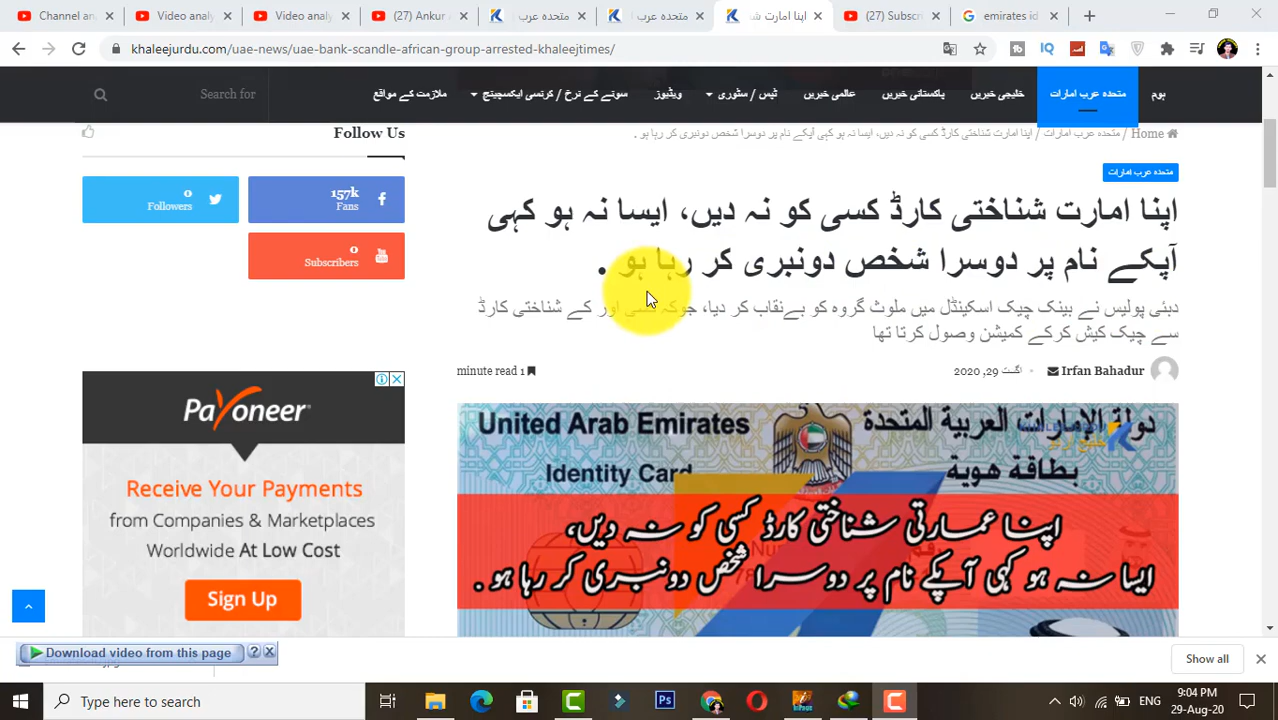 Channel an
Video analy
Video analy
(27) Ankur
متحدہ عرب ا
متحدہ عرب ا
اپنا امارت ش
(27) Subscr
emirates id
khaleejurdu.com/uae-news/uae-bank-scandle-african-group-arrested-khaleejtimes/
ہوم
متحدہ عرب امارات
خلیجی خبریں
پاکستانی خبریں
عالمی خبریں
ٹپس / سٹوری
ویڈیوز
سونے کے نرخ / کرنسی ایکسچینج
ملازمت کے مواقع
Search for
Home / متحدہ عرب امارات / اپنا امارت شناختی کارڈ کسی کو نہ دیں، ایسا نہ ہو کہی آپکے نام پر دوسرا شخص دونبری کر رہا ہو .
متحدہ عرب امارات
اپنا امارت شناختی کارڈ کسی کو نہ دیں، ایسا نہ ہو کہی
آپکے نام پر دوسرا شخص دونبری کر رہا ہو .
دبئی پولیس نے بینک چیک اسکینڈل میں ملوث گروہ کو بےنقاب کر دیا، جوکہ کسی اور کے شناختی کارڈ
سے چیک کیش کرکے کمیشن وصول کرتا تھا
Irfan Bahadur
اگست 29, 2020
1 minute read
United Arab Emirates
دولة الإمارات العربية المتحدة
Identity Card
بطاقة هوية
اپنا عمارتی شناختی کارڈ کسی کو نہ دیں،
ایسا نہ ہو کہی آپکے نام پر دوسرا شخص دونبری کر رہا ہو .
Follow Us
0
Followers
157k
Fans
0
Subscribers
Payoneer
Receive Your Payments
from Companies & Marketplaces
Worldwide At Low Cost
Sign Up
Download video from this page
Show all
Type here to search
ENG
9:04 PM
29-Aug-20